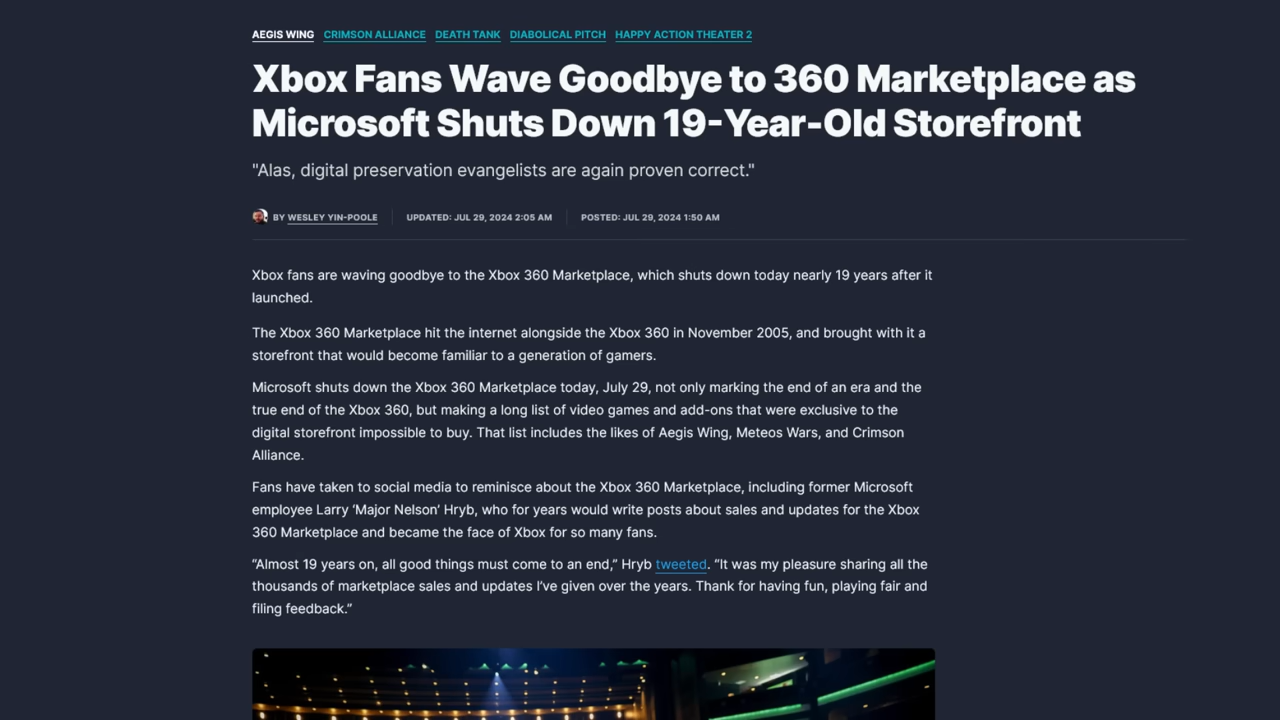 AEGIS WING CRIMSON ALLIANCE DEATH TANK DIABOLICAL PITCH HAPPY ACTION THEATER 2
Xbox Fans Wave Goodbye to 360 Marketplace as
Microsoft Shuts Down 19-Year-Old Storefront
"Alas, digital preservation evangelists are again proven correct."
BY WESLEY YIN-POOLE UPDATED: JUL 29, 2024 2:05 AM POSTED: JUL 29, 2024 1:50 AM
Xbox fans are waving goodbye to the Xbox 360 Marketplace, which shuts down today nearly 19 years after it
launched.
The Xbox 360 Marketplace hit the internet alongside the Xbox 360 in November 2005, and brought with it a
storefront that would become familiar to a generation of gamers.
Microsoft shuts down the Xbox 360 Marketplace today, July 29, not only marking the end of an era and the
true end of the Xbox 360, but making a long list of video games and add-ons that were exclusive to the
digital storefront impossible to buy. That list includes the likes of Aegis Wing, Meteos Wars, and Crimson
Alliance.
Fans have taken to social media to reminisce about the Xbox 360 Marketplace, including former Microsoft
employee Larry ‘Major Nelson’ Hryb, who for years would write posts about sales and updates for the Xbox
360 Marketplace and became the face of Xbox for so many fans.
“Almost 19 years on, all good things must come to an end,” Hryb tweeted. “It was my pleasure sharing all the
thousands of marketplace sales and updates I’ve given over the years. Thank for having fun, playing fair and
filing feedback.”